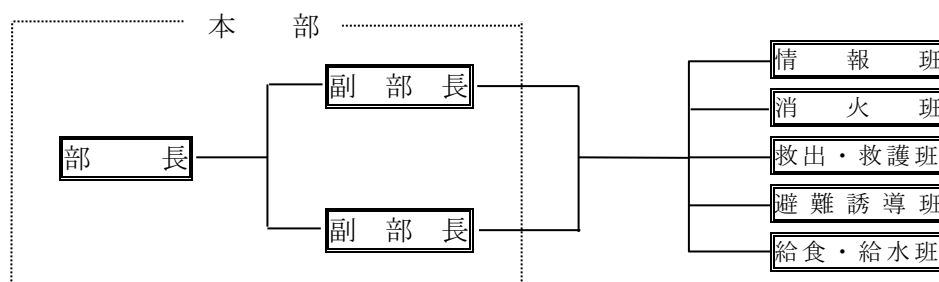 本部
情報班
副部長
消火班
部長
救出・救護班
避難誘導班
副部長
給食・給水班